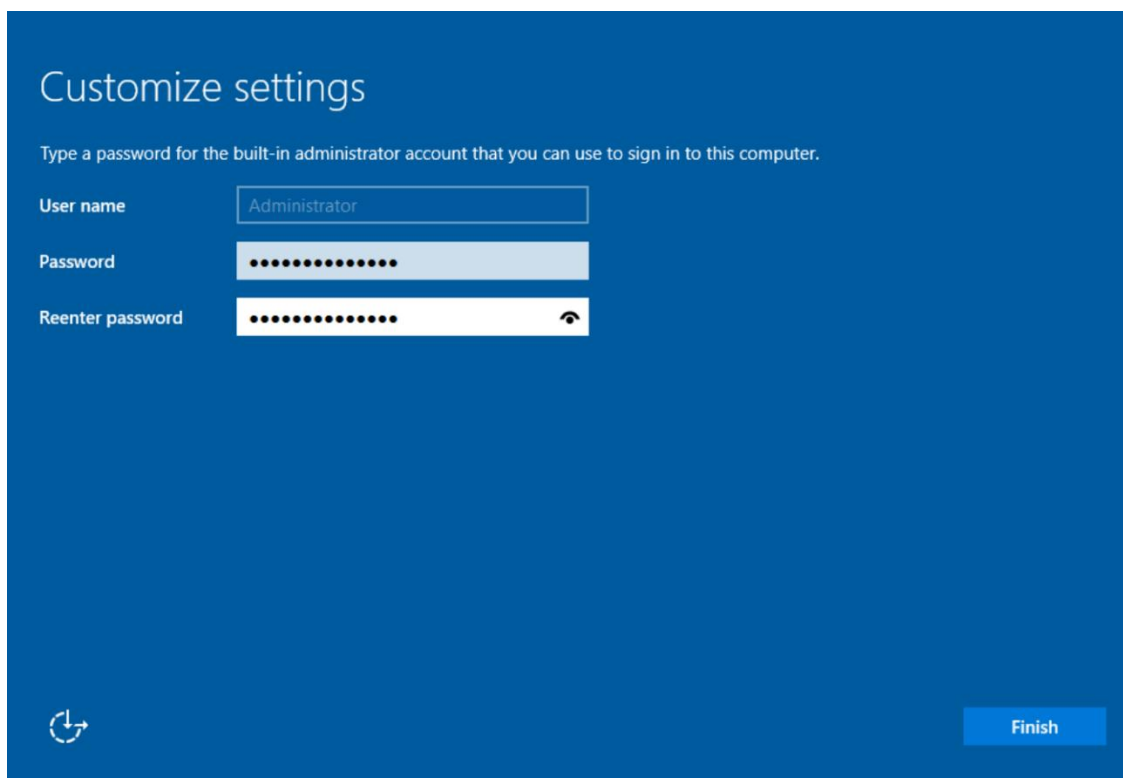 Customize settings
Type a password for the built-in administrator account that you can use to sign in to this computer.
User name Administrator
Password ••••••••••••••
Reenter password ••••••••••••••
Finish